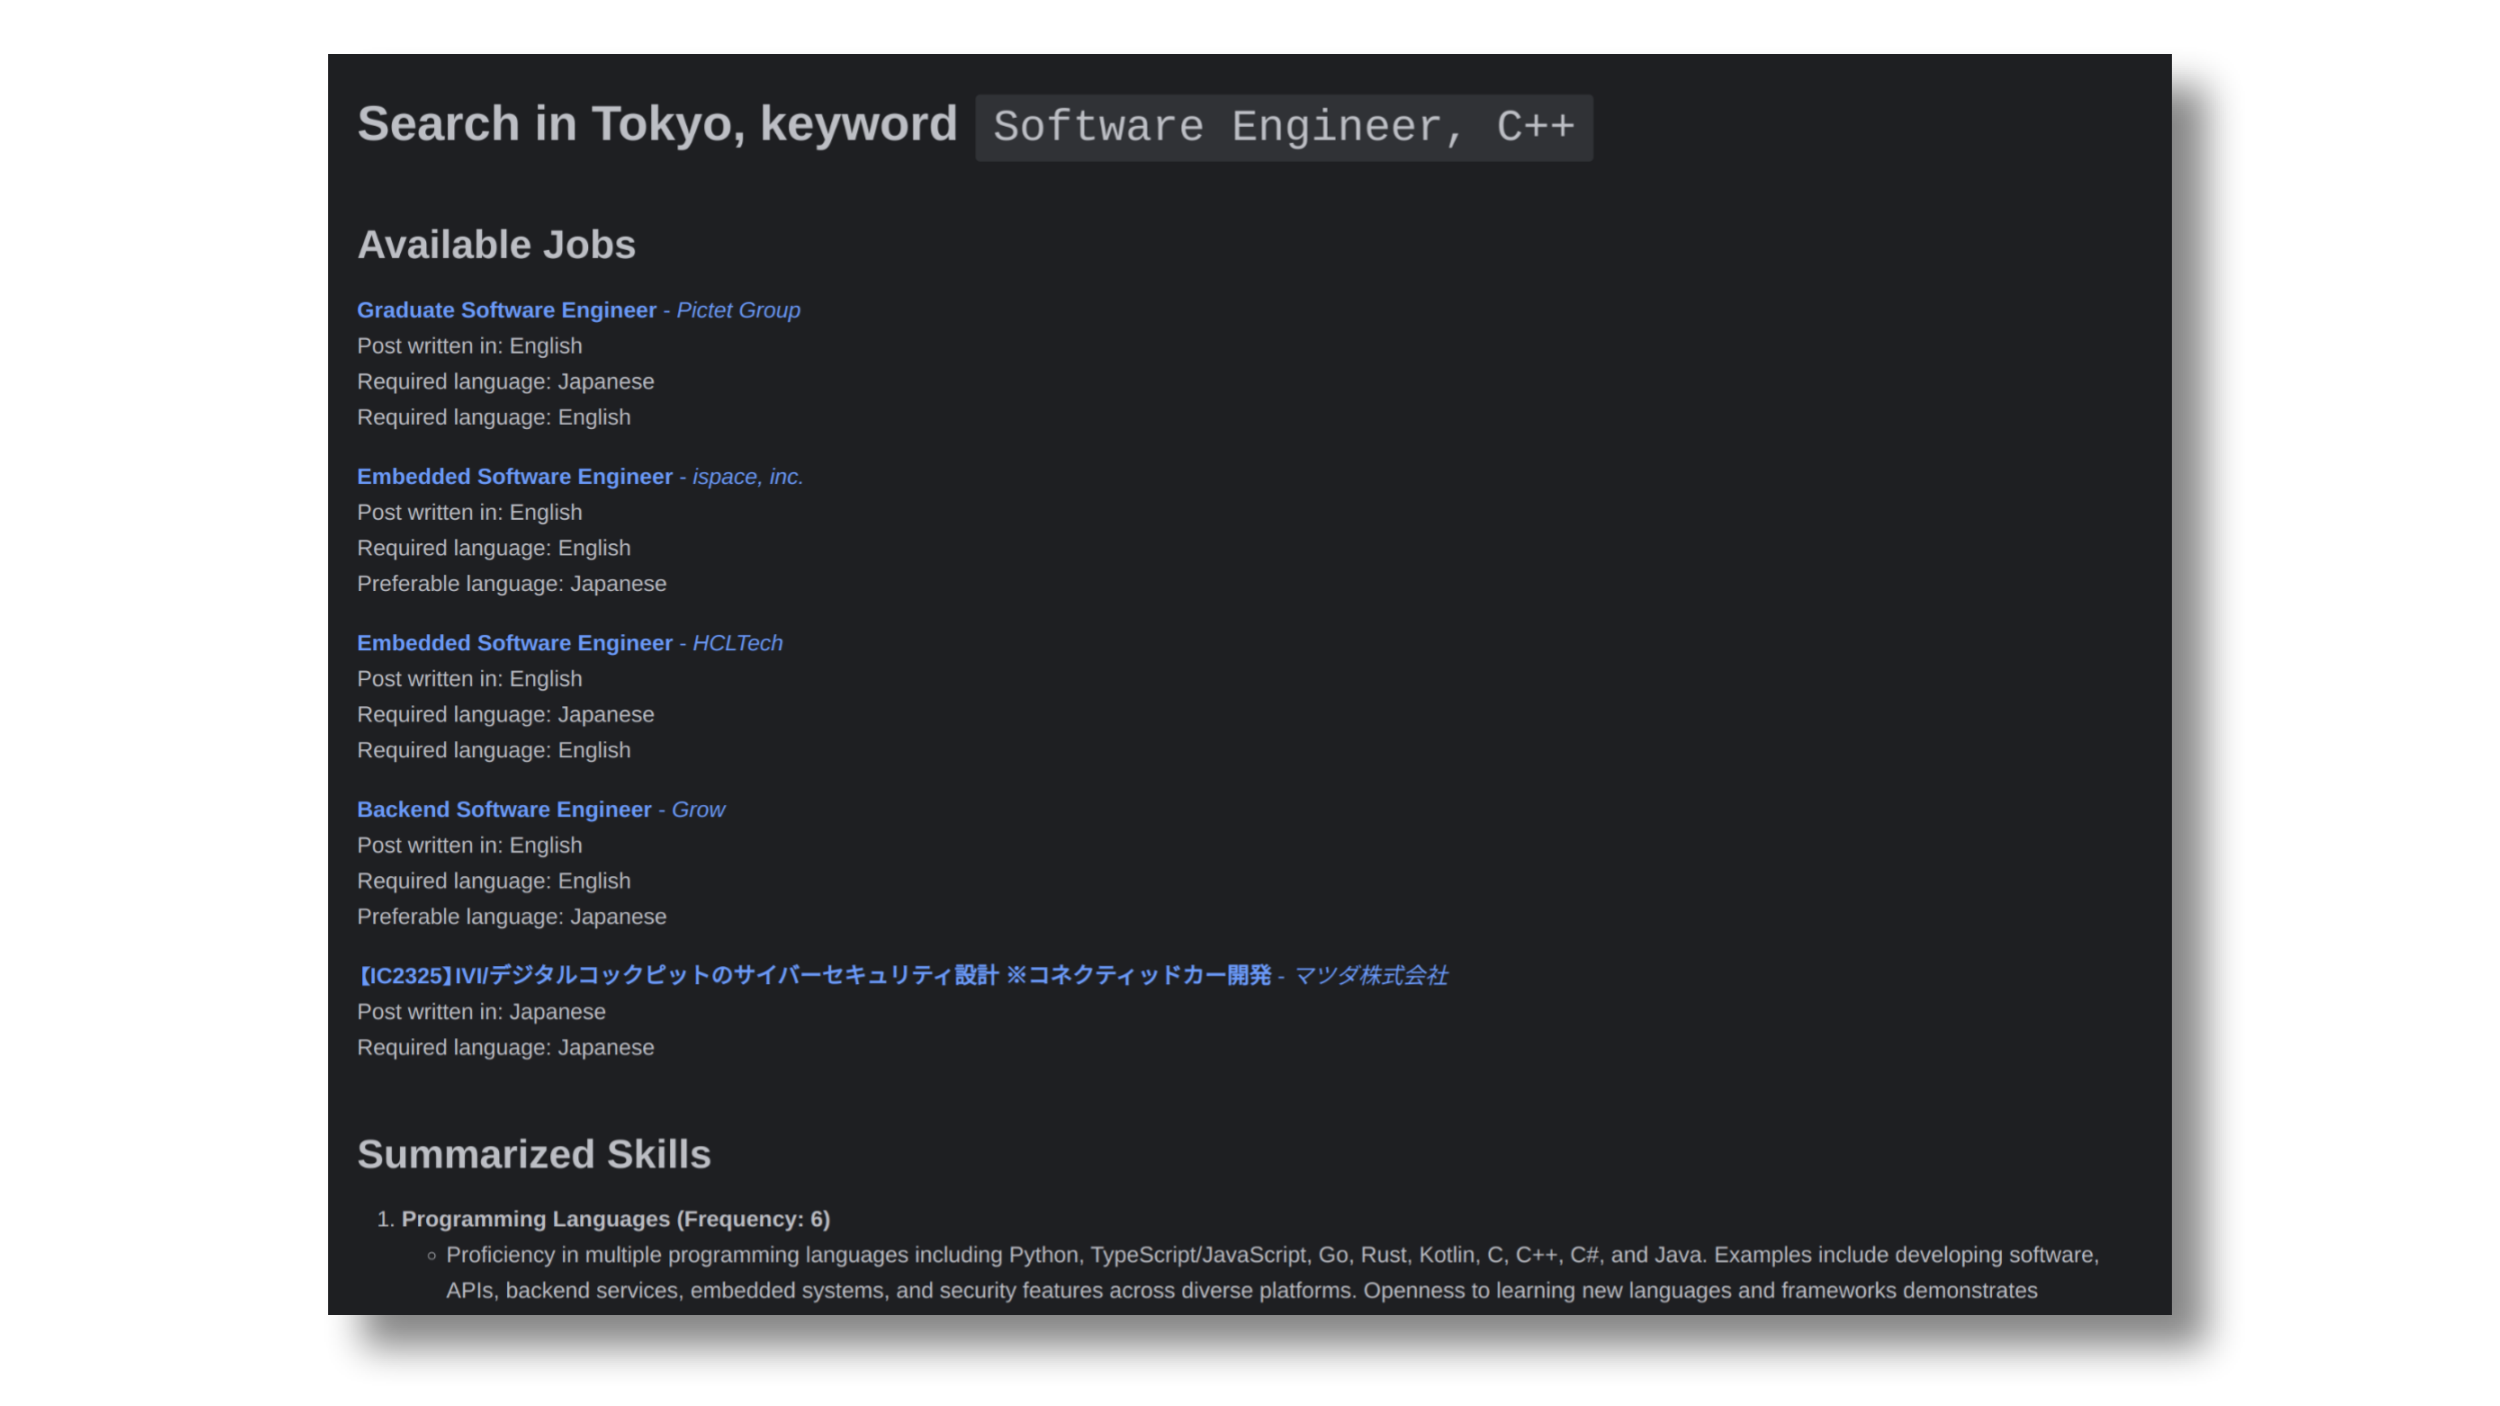 Search in Tokyo, keyword Software Engineer, C++
Available Jobs
Graduate Software Engineer - Pictet Group
Post written in: English
Required language: Japanese
Required language: English
Embedded Software Engineer - ispace, inc.
Post written in: English
Required language: English
Preferable language: Japanese
Embedded Software Engineer - HCLTech
Post written in: English
Required language: Japanese
Required language: English
Backend Software Engineer - Grow
Post written in: English
Required language: English
Preferable language: Japanese
【IC2325】IVI/デジタルコックピットのサイバーセキュリティ設計 ※コネクティッドカー開発 - マツダ株式会社
Post written in: Japanese
Required language: Japanese
Summarized Skills
1. Programming Languages (Frequency: 6)
◦ Proficiency in multiple programming languages including Python, TypeScript/JavaScript, Go, Rust, Kotlin, C, C++, C#, and Java. Examples include developing software,
APIs, backend services, embedded systems, and security features across diverse platforms. Openness to learning new languages and frameworks demonstrates